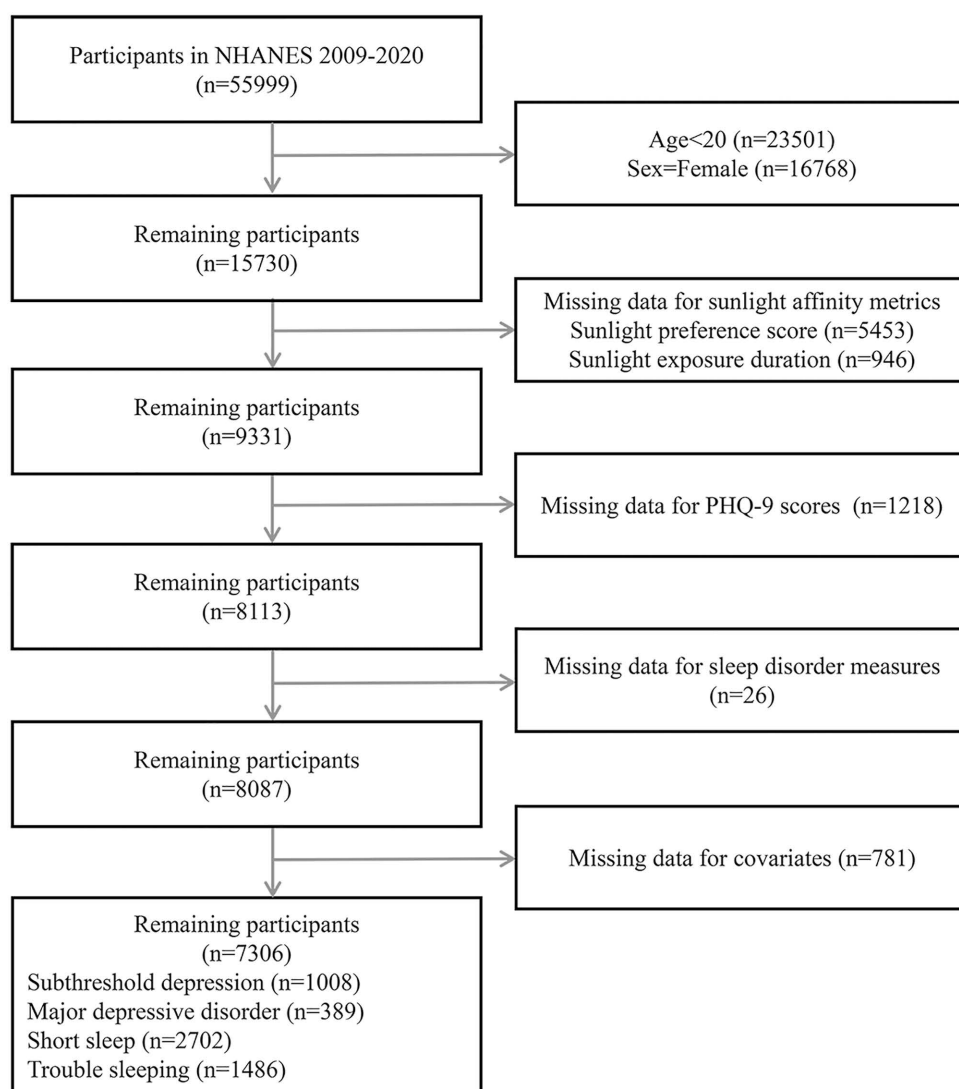 Participants in NHANES 2009-2020
(n=55999)
Age<20 (n=23501)
Sex=Female (n=16768)
Remaining participants
(n=15730)
Missing data for sunlight affinity metrics
Sunlight preference score (n=5453)
Sunlight exposure duration (n=946)
Remaining participants
(n=9331)
Missing data for PHQ-9 scores (n=1218)
Remaining participants
(n=8113)
Missing data for sleep disorder measures
(n=26)
Remaining participants
(n=8087)
Missing data for covariates (n=781)
Remaining participants
(n=7306)
Subthreshold depression (n=1008)
Major depressive disorder (n=389)
Short sleep (n=2702)
Trouble sleeping (n=1486)